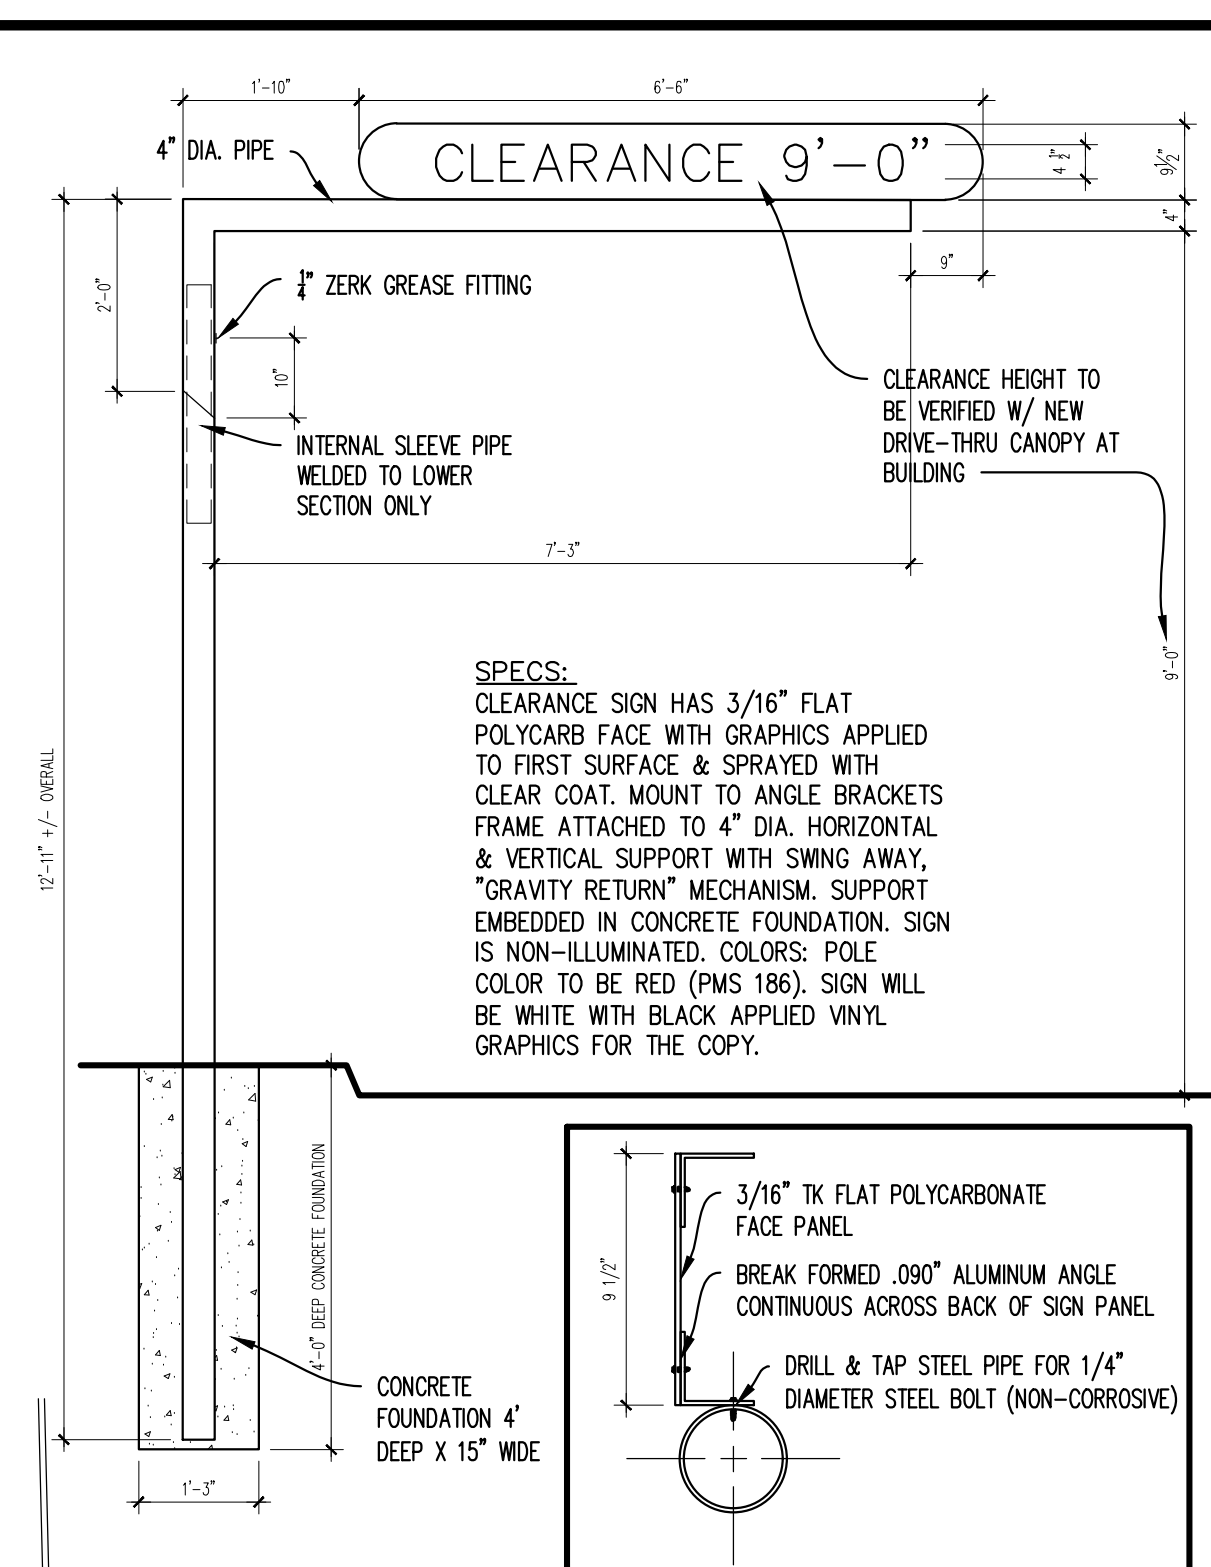 1'-10"
6'-6"
4" DIA. PIPE
CLEARANCE 9'-0"
4 1/2"
9 1/2"
4"
9"
2'-0"
1/4" ZERK GREASE FITTING
10"
INTERNAL SLEEVE PIPE
WELDED TO LOWER
SECTION ONLY
CLEARANCE HEIGHT TO
BE VERIFIED W/ NEW
DRIVE-THRU CANOPY AT
BUILDING
7'-3"
9'-0"
12'-11" +/- OVERALL
SPECS:
CLEARANCE SIGN HAS 3/16" FLAT
POLYCARB FACE WITH GRAPHICS APPLIED
TO FIRST SURFACE & SPRAYED WITH
CLEAR COAT. MOUNT TO ANGLE BRACKETS
FRAME ATTACHED TO 4" DIA. HORIZONTAL
& VERTICAL SUPPORT WITH SWING AWAY,
"GRAVITY RETURN" MECHANISM. SUPPORT
EMBEDDED IN CONCRETE FOUNDATION. SIGN
IS NON-ILLUMINATED. COLORS: POLE
COLOR TO BE RED (PMS 186). SIGN WILL
BE WHITE WITH BLACK APPLIED VINYL
GRAPHICS FOR THE COPY.
4'-0" DEEP CONCRETE FOUNDATION
CONCRETE
FOUNDATION 4'
DEEP X 15" WIDE
1'-3"
9 1/2"
3/16" TK FLAT POLYCARBONATE
FACE PANEL
BREAK FORMED .090" ALUMINUM ANGLE
CONTINUOUS ACROSS BACK OF SIGN PANEL
DRILL & TAP STEEL PIPE FOR 1/4"
DIAMETER STEEL BOLT (NON-CORROSIVE)